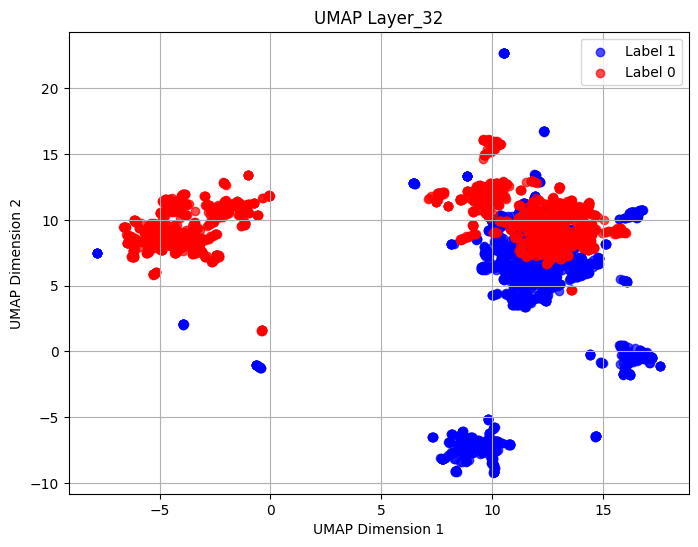 UMAP Layer_32
Label 1
Label 0
UMAP Dimension 2
20
15
10
5
0
−5
−10
−5
0
5
10
15
UMAP Dimension 1